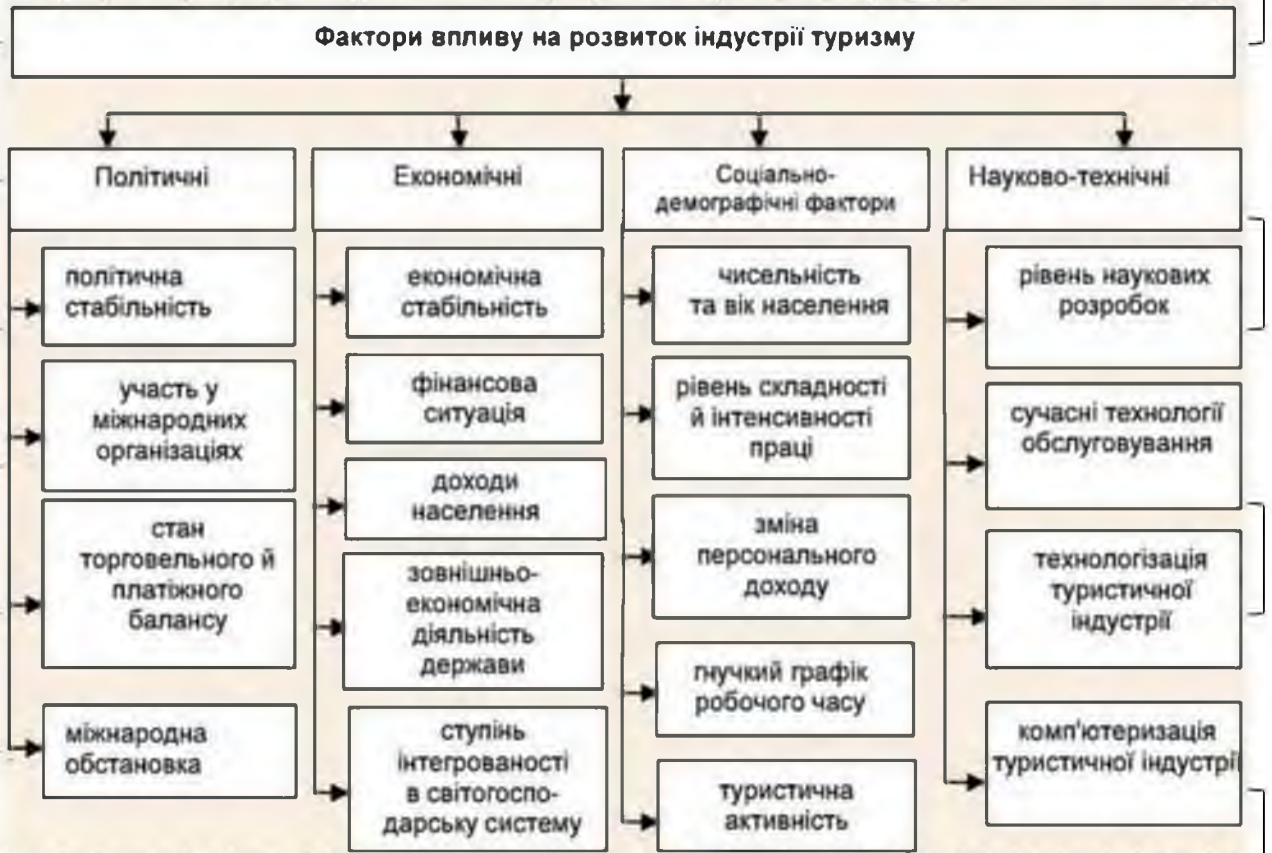 Фактори впливу на розвиток індустрії туризму
Політичні
політична
стабільність
участь у
міжнародних
організаціях
стан
торговельного й
платіжного
балансу
міжнародна
обстановка
Економічні
економічна
стабільність
фінансова
ситуація
доходи
населення
зовнішньо-
економічна
діяльність
держави
ступінь
інтегрованості
в світогоспо-
дарську систему
Соціально-
демографічні фактори
чисельність
та вік населення
рівень складності
й інтенсивності
праці
зміна
персонального
доходу
гнучкий графік
робочого часу
туристична
активність
Науково-технічні
рівень наукових
розробок
сучасні технології
обслуговування
технологізація
туристичної
індустрії
комп'ютеризація
туристичної індустрії